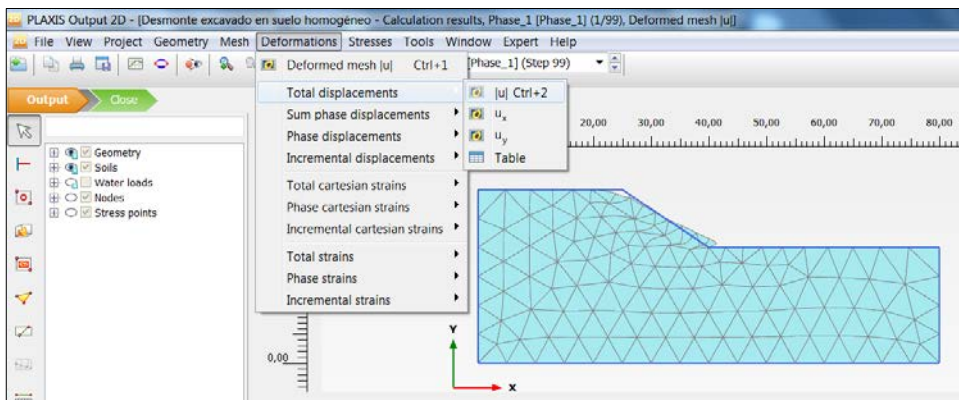 PLAXIS Output 2D - [Desmonte excavado en suelo homogéneo - Calculation results, Phase_1 [Phase_1] (1/99), Deformed mesh |u|]
File View Project Geometry Mesh Deformations Stresses Tools Window Expert Help
Deformed mesh |u| Ctrl+1
[Phase_1] (Step 99)
Output Close
Total displacements
Sum phase displacements
Phase displacements
Incremental displacements
Total cartesian strains
Phase cartesian strains
Incremental cartesian strains
Total strains
Phase strains
Incremental strains
|u| Ctrl+2
ux
uy
Table
Geometry
Soils
Water loads
Nodes
Stress points
20,00 30,00 40,00 50,00 60,00 70,00 80,00
0,00
Y
X